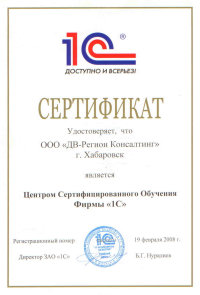 1С®
ДОСТУПНО И ВСЕРЬЕЗ!
СЕРТИФИКАТ
Удостоверяет, что
ООО «ДВ-Регион Консалтинг»
г. Хабаровск
является
Центром Сертифицированного Обучения
Фирмы «1С»
Регистрационный номер
19 февраля 2008 г.
Директор ЗАО «1С»
Б.Г. Нуралиев